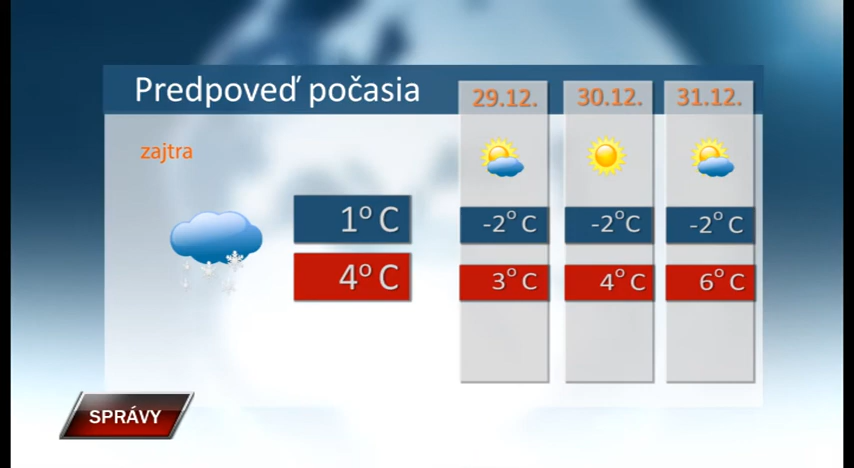 Predpoveď počasia
zajtra
1°C
4°C
29.12. 30.12. 31.12.
-2°C -2°C -2°C
3°C 4°C 6°C
SPRÁVY